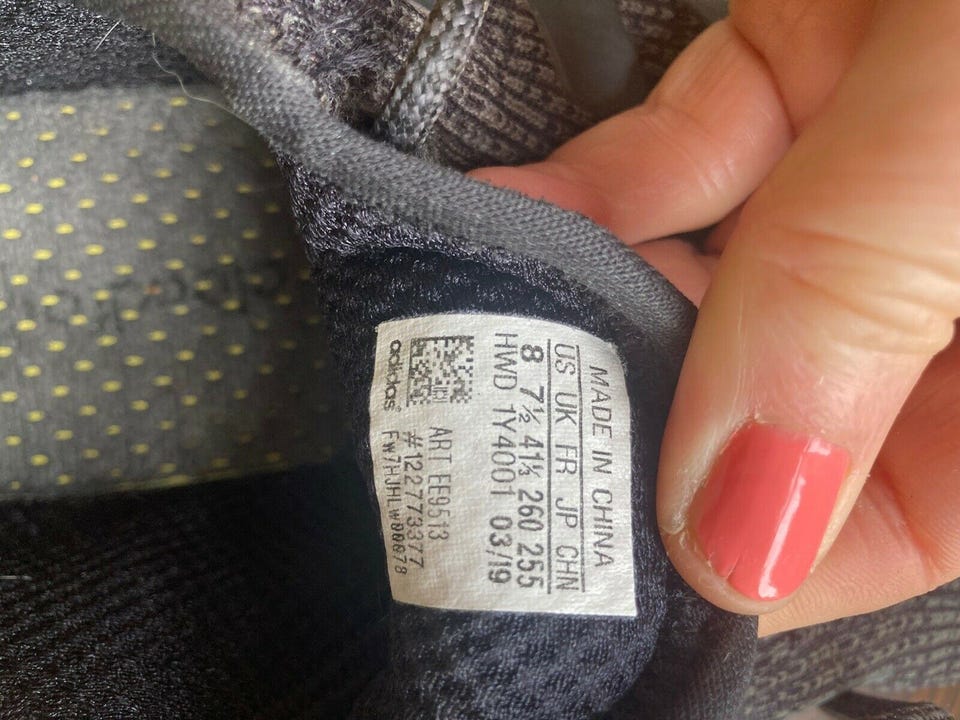 MADE IN CHINA
US UK FR JP CHN
8 7½ 41⅓ 260 255
HWD 1Y4001 03/19
ART EE9513
#122773377
FW7HJHLW00078
adidas